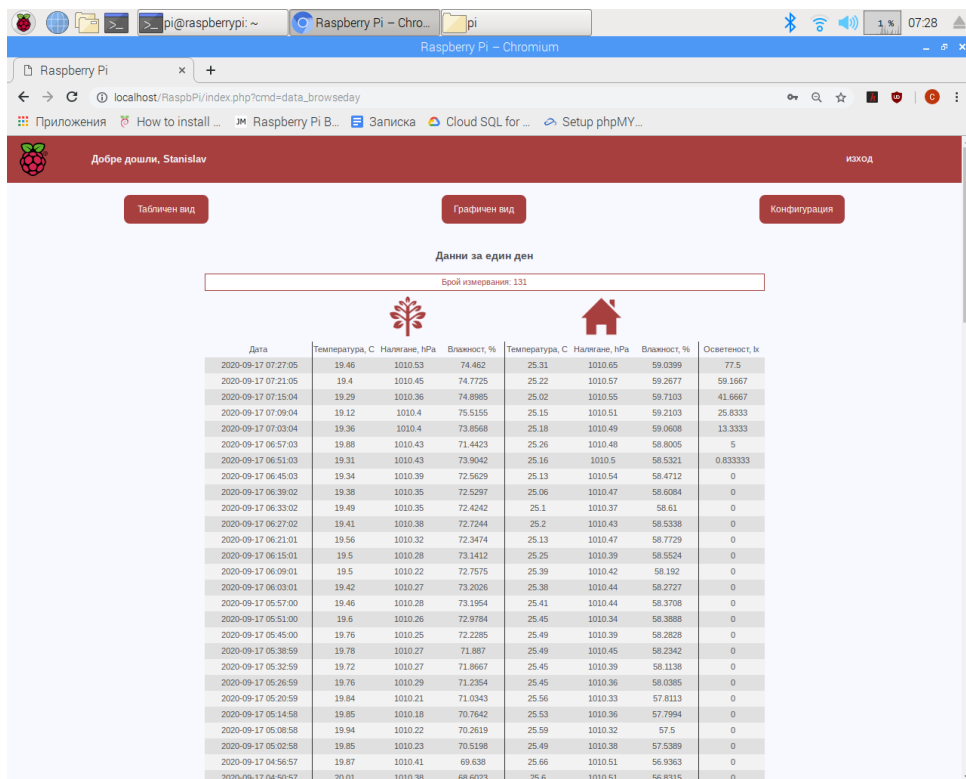 pi@raspberrypi: ~ Raspberry Pi – Chro... pi 1 % 07:28
Raspberry Pi – Chromium
Raspberry Pi
localhost/RaspbPi/index.php?cmd=data_browseday
Приложения How to install ... JM Raspberry Pi B... Записка Cloud SQL for ... Setup phpMY...
Добре дошли, Stanislav ИЗХОД
Табличен вид Графичен вид Конфигурация
Данни за един ден
Брой измервания: 131
Дата Температура, C Налягане, hPa Влажност, % Температура, C Налягане, hPa Влажност, % Осветеност, lx
2020-09-17 07:27:05 19.46 1010.53 74.462 25.31 1010.65 59.0399 77.5
2020-09-17 07:21:05 19.4 1010.45 74.7725 25.22 1010.57 59.2677 59.1667
2020-09-17 07:15:04 19.29 1010.36 74.8985 25.02 1010.55 59.7103 41.6667
2020-09-17 07:09:04 19.12 1010.4 75.5155 25.15 1010.51 59.2103 25.8333
2020-09-17 07:03:04 19.36 1010.4 73.8568 25.18 1010.49 59.0608 13.3333
2020-09-17 06:57:03 19.88 1010.43 71.4423 25.26 1010.48 58.8005 5
2020-09-17 06:51:03 19.31 1010.43 73.9042 25.16 1010.5 58.5321 0.833333
2020-09-17 06:45:03 19.34 1010.39 72.5629 25.13 1010.54 58.4712 0
2020-09-17 06:39:02 19.38 1010.35 72.5297 25.06 1010.47 58.6084 0
2020-09-17 06:33:02 19.49 1010.35 72.4242 25.1 1010.37 58.61 0
2020-09-17 06:27:02 19.41 1010.38 72.7244 25.2 1010.43 58.5338 0
2020-09-17 06:21:01 19.56 1010.32 72.3474 25.13 1010.47 58.7729 0
2020-09-17 06:15:01 19.5 1010.28 73.1412 25.25 1010.39 58.5524 0
2020-09-17 06:09:01 19.5 1010.22 72.7575 25.39 1010.42 58.192 0
2020-09-17 06:03:01 19.42 1010.27 73.2026 25.38 1010.44 58.2727 0
2020-09-17 05:57:00 19.46 1010.28 73.1954 25.41 1010.44 58.3708 0
2020-09-17 05:51:00 19.6 1010.26 72.9784 25.45 1010.34 58.3888 0
2020-09-17 05:45:00 19.76 1010.25 72.2285 25.49 1010.39 58.2828 0
2020-09-17 05:38:59 19.78 1010.27 71.887 25.49 1010.45 58.2342 0
2020-09-17 05:32:59 19.72 1010.27 71.8667 25.45 1010.39 58.1138 0
2020-09-17 05:26:59 19.76 1010.29 71.2354 25.45 1010.36 58.0385 0
2020-09-17 05:20:59 19.84 1010.21 71.0343 25.56 1010.33 57.8113 0
2020-09-17 05:14:58 19.85 1010.18 70.7642 25.53 1010.36 57.7994 0
2020-09-17 05:08:58 19.94 1010.22 70.2619 25.59 1010.32 57.5 0
2020-09-17 05:02:58 19.85 1010.23 70.5198 25.49 1010.38 57.5389 0
2020-09-17 04:56:57 19.87 1010.41 69.638 25.66 1010.51 56.9363 0
2020-09-17 04:50:57 20.01 1010.38 68.6023 25.6 1010.51 56.8315 0